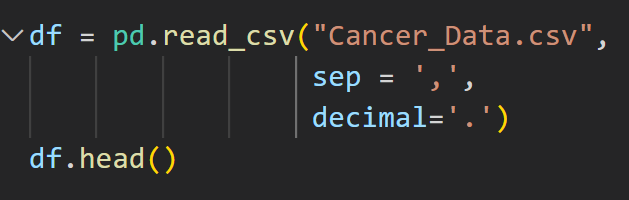 df = pd.read_csv("Cancer_Data.csv",
sep = ',',
decimal='.')
df.head()